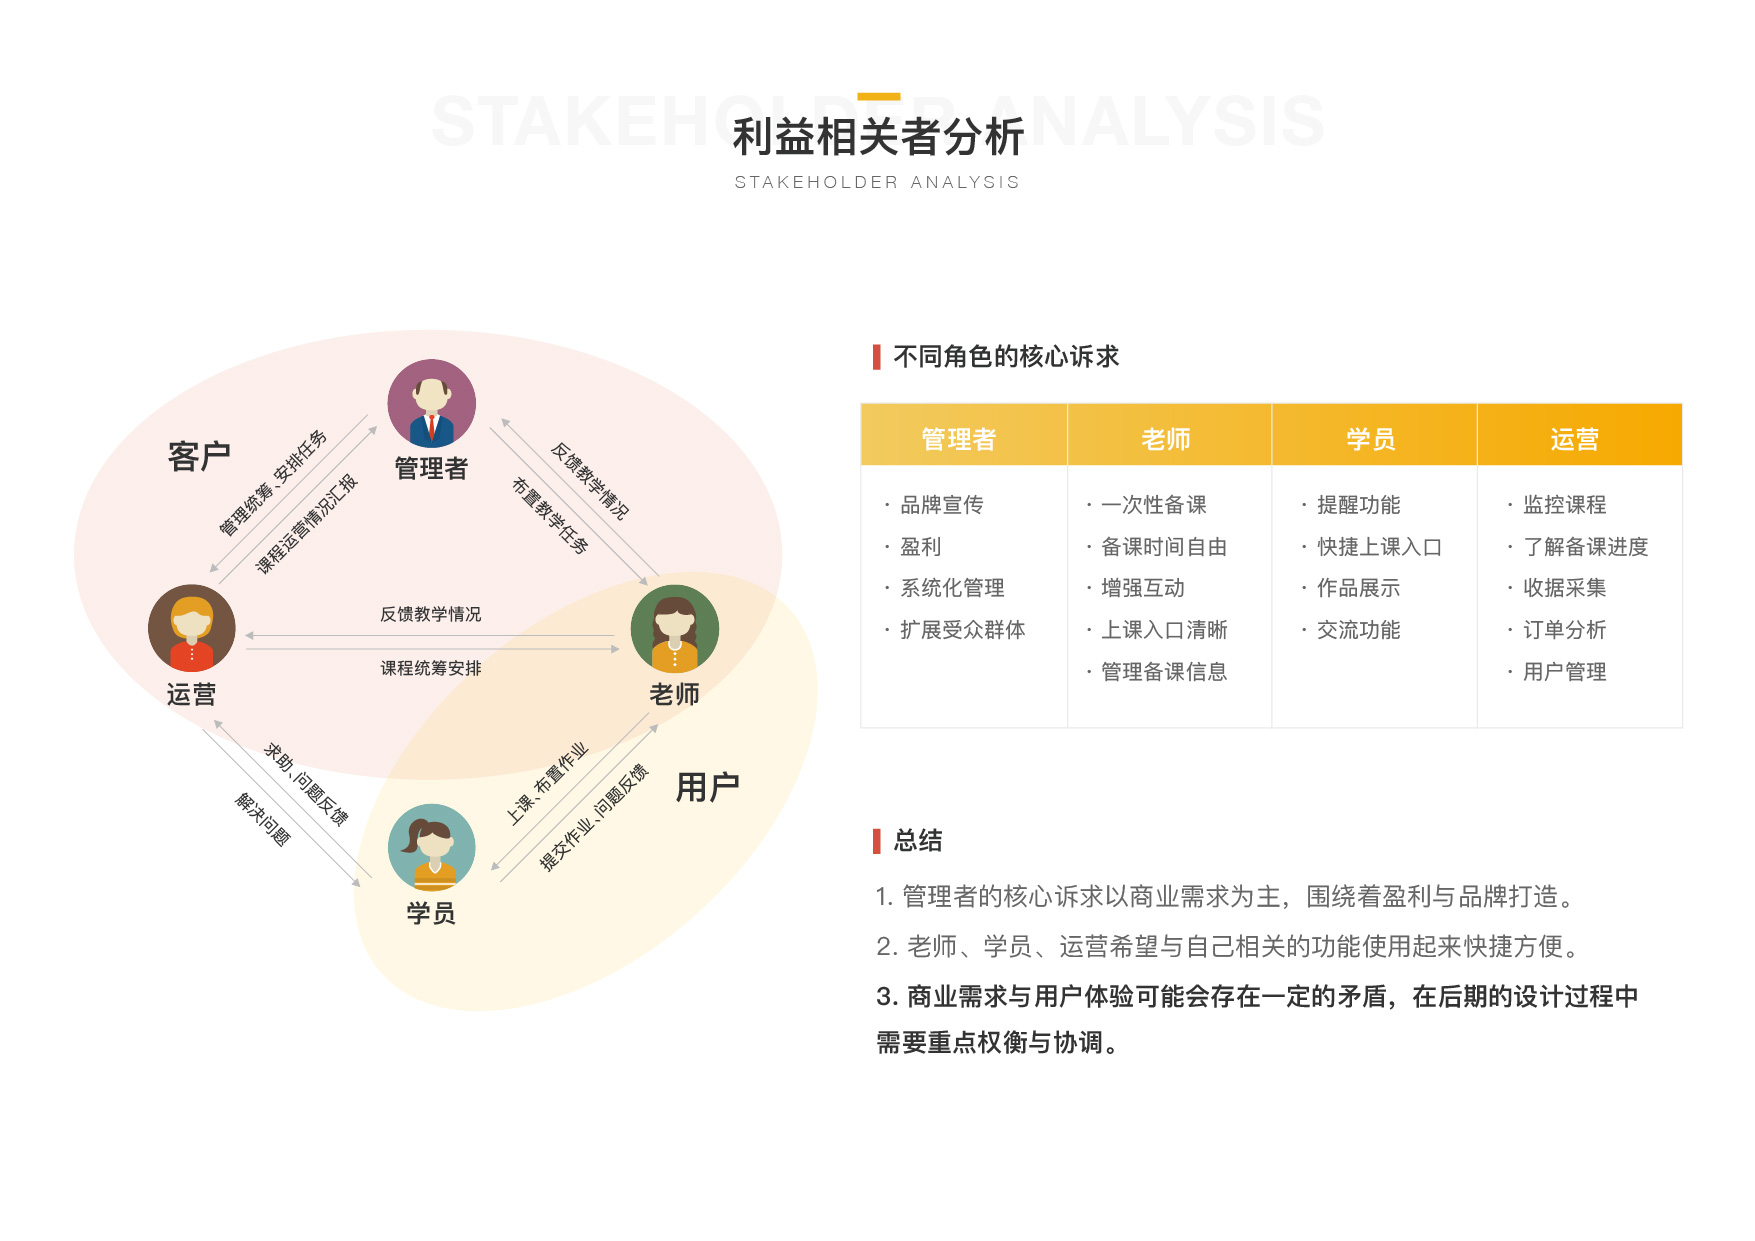 STAKEHOLDER ANALYSIS
利益相关者分析
STAKEHOLDER ANALYSIS
客户
管理者
管理统筹、安排任务
课程运营情况汇报
反馈教学情况
布置教学任务
反馈教学情况
课程统筹安排
运营
老师
求助、问题反馈
解决问题
上课、布置作业
提交作业、问题反馈
用户
学员
不同角色的核心诉求
管理者 老师 学员 运营
· 品牌宣传 · 一次性备课 · 提醒功能 · 监控课程
· 盈利 · 备课时间自由 · 快捷上课入口 · 了解备课进度
· 系统化管理 · 增强互动 · 作品展示 · 收据采集
· 扩展受众群体 · 上课入口清晰 · 交流功能 · 订单分析
· 管理备课信息 · 用户管理
总结
1. 管理者的核心诉求以商业需求为主，围绕着盈利与品牌打造。
2. 老师、学员、运营希望与自己相关的功能使用起来快捷方便。
3. 商业需求与用户体验可能会存在一定的矛盾，在后期的设计过程中
需要重点权衡与协调。